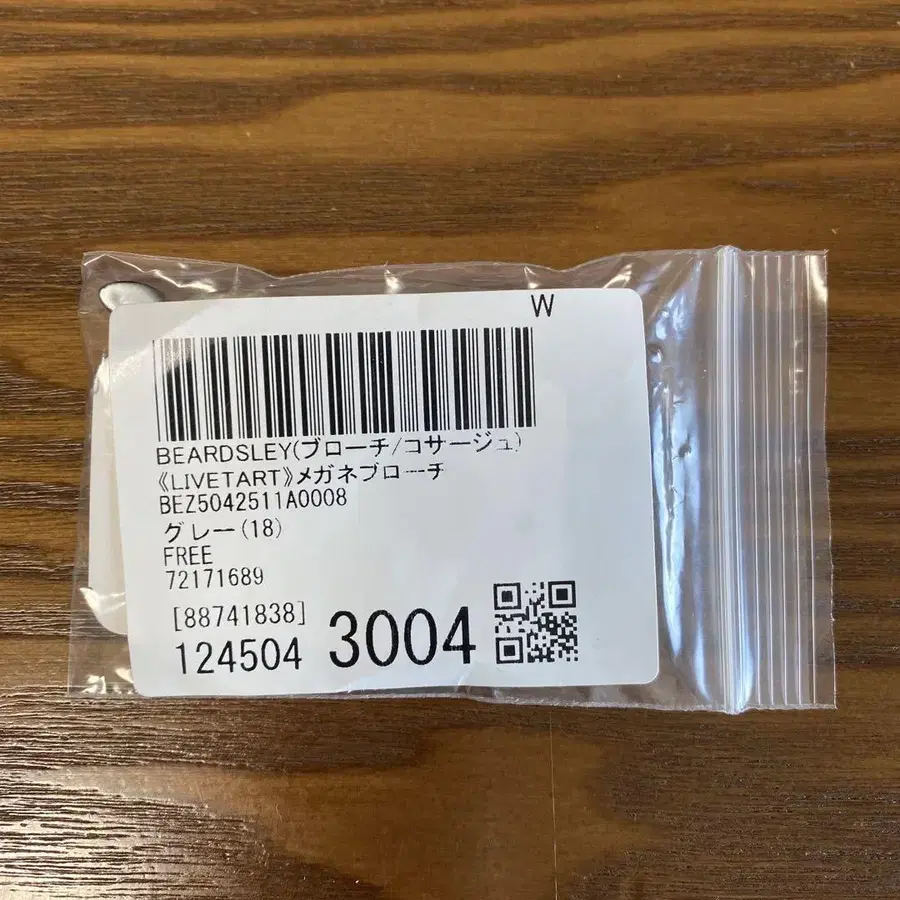 W
BEARDSLEY(ブローチ/コサージュ)
《LIVETART》メガネブローチ
BEZ5042511A0008
グレー(18)
FREE
72171689
[88741838]
124504 3004